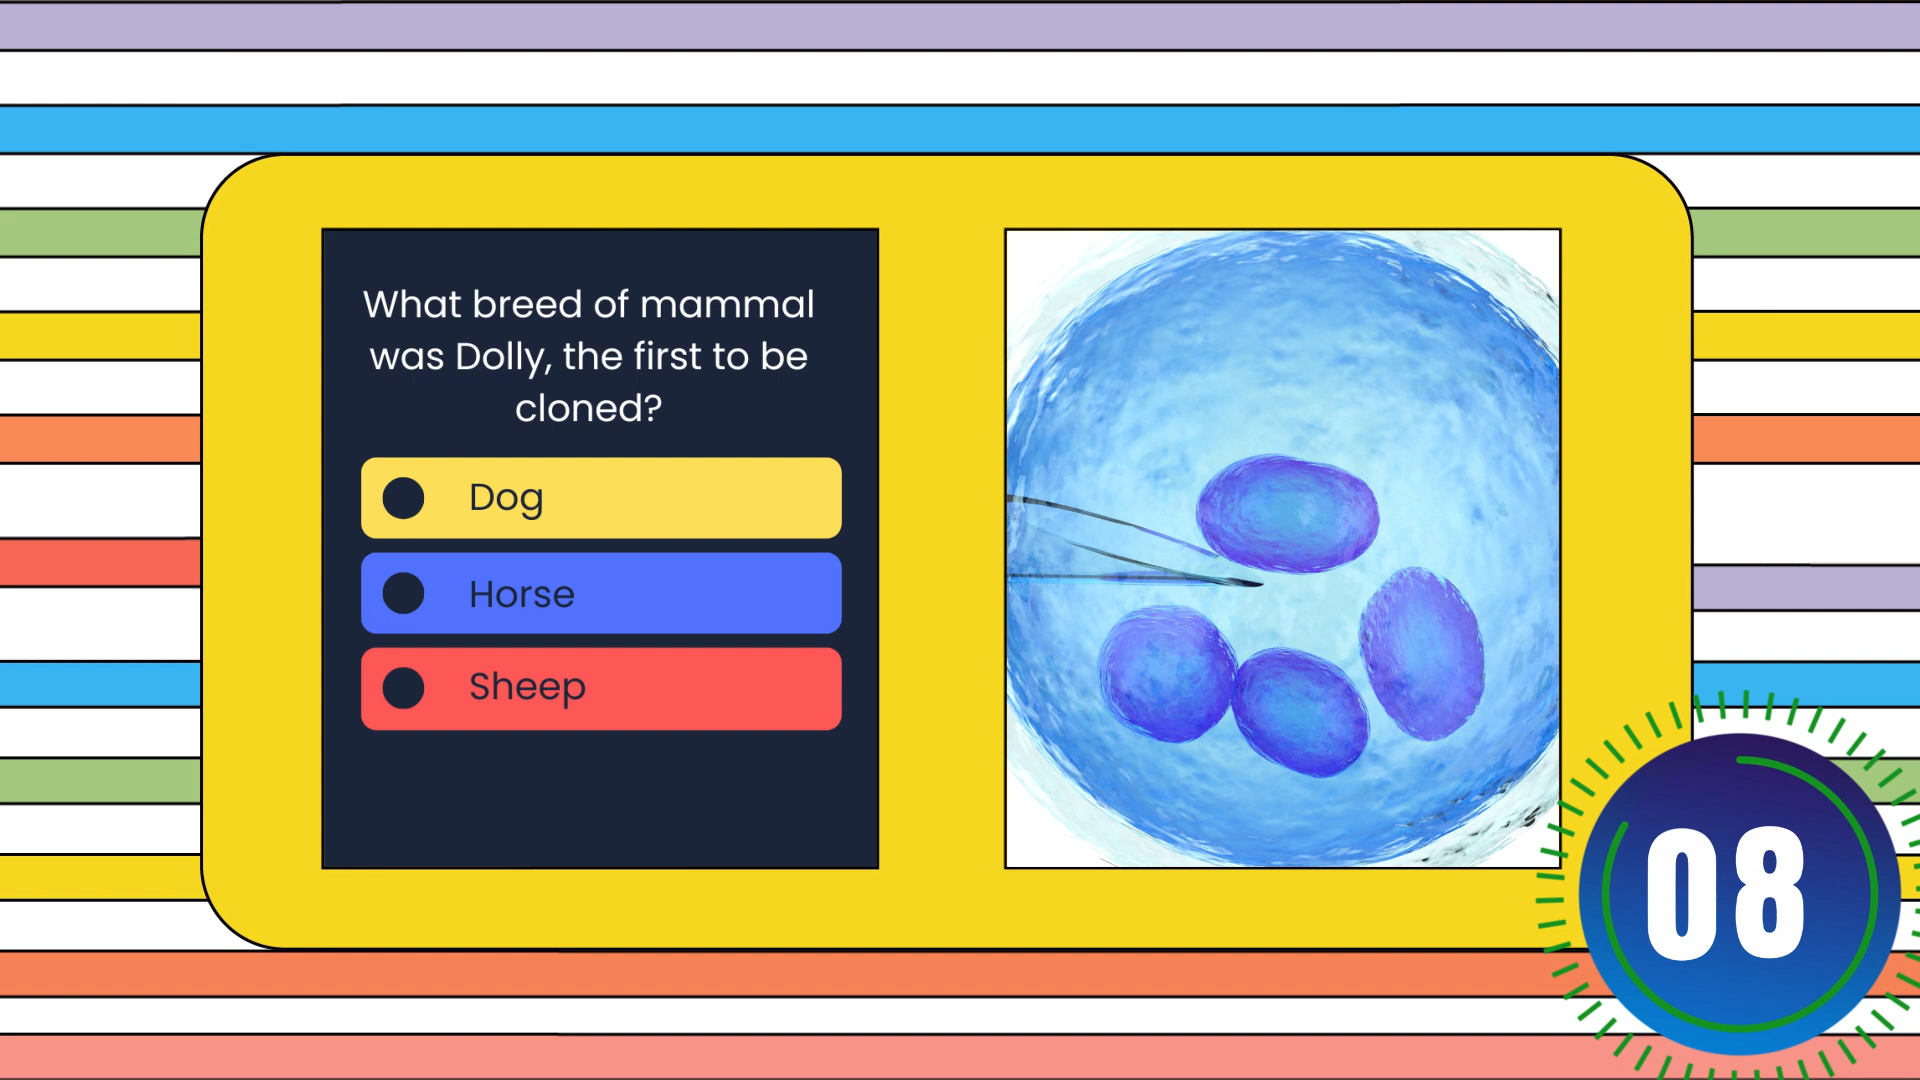 What breed of mammal
was Dolly, the first to be
cloned?
Dog
Horse
Sheep
08